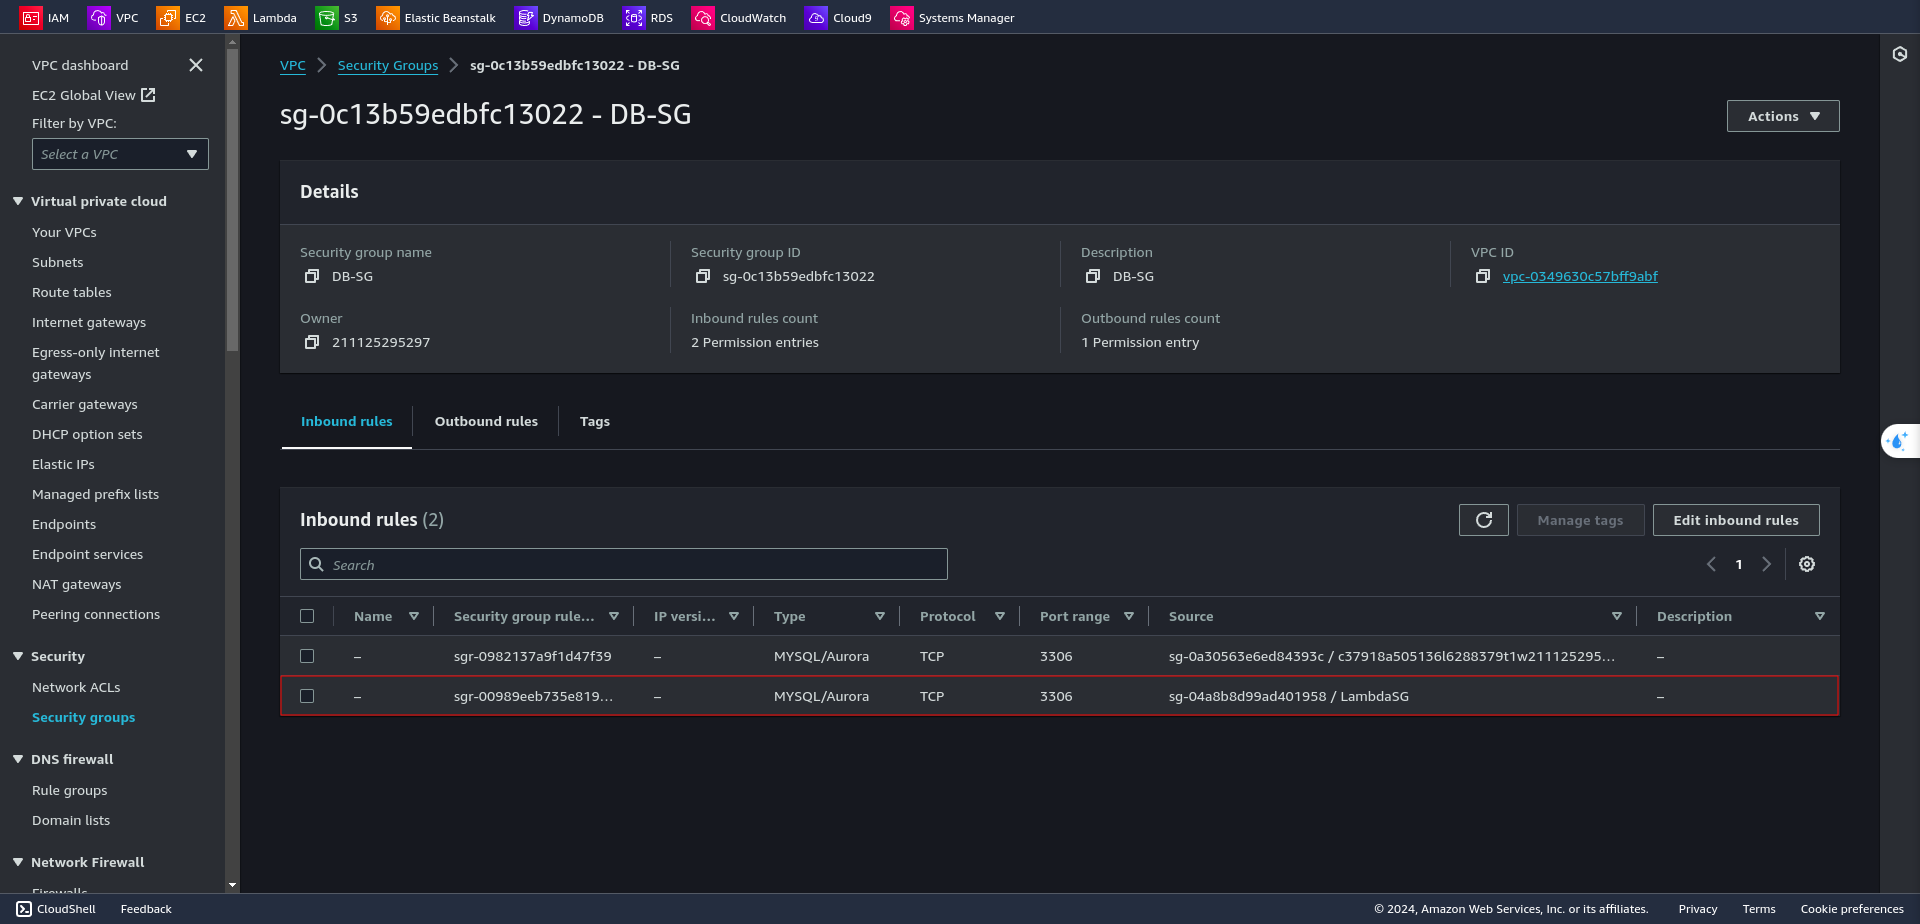 IAM VPC EC2 Lambda S3 Elastic Beanstalk DynamoDB RDS CloudWatch Cloud9 Systems Manager
VPC dashboard
EC2 Global View
Filter by VPC:
Select a VPC
Virtual private cloud
Your VPCs
Subnets
Route tables
Internet gateways
Egress-only internet
gateways
Carrier gateways
DHCP option sets
Elastic IPs
Managed prefix lists
Endpoints
Endpoint services
NAT gateways
Peering connections
Security
Network ACLs
Security groups
DNS firewall
Rule groups
Domain lists
Network Firewall
Firewalls
VPC Security Groups sg-0c13b59edbfc13022 - DB-SG
sg-0c13b59edbfc13022 - DB-SG
Actions
Details
Security group name Security group ID Description VPC ID
DB-SG sg-0c13b59edbfc13022 DB-SG vpc-0349630c57bff9abf
Owner Inbound rules count Outbound rules count
211125295297 2 Permission entries 1 Permission entry
Inbound rules Outbound rules Tags
Inbound rules (2)
Manage tags Edit inbound rules
Search
1
Name Security group rule... IP versi... Type Protocol Port range Source Description
– sgr-0982137a9f1d47f39 – MYSQL/Aurora TCP 3306 sg-0a30563e6ed84393c / c37918a505136l6288379t1w211125295... –
– sgr-00989eeb735e819... – MYSQL/Aurora TCP 3306 sg-04a8b8d99ad401958 / LambdaSG –
CloudShell Feedback © 2024, Amazon Web Services, Inc. or its affiliates. Privacy Terms Cookie preferences